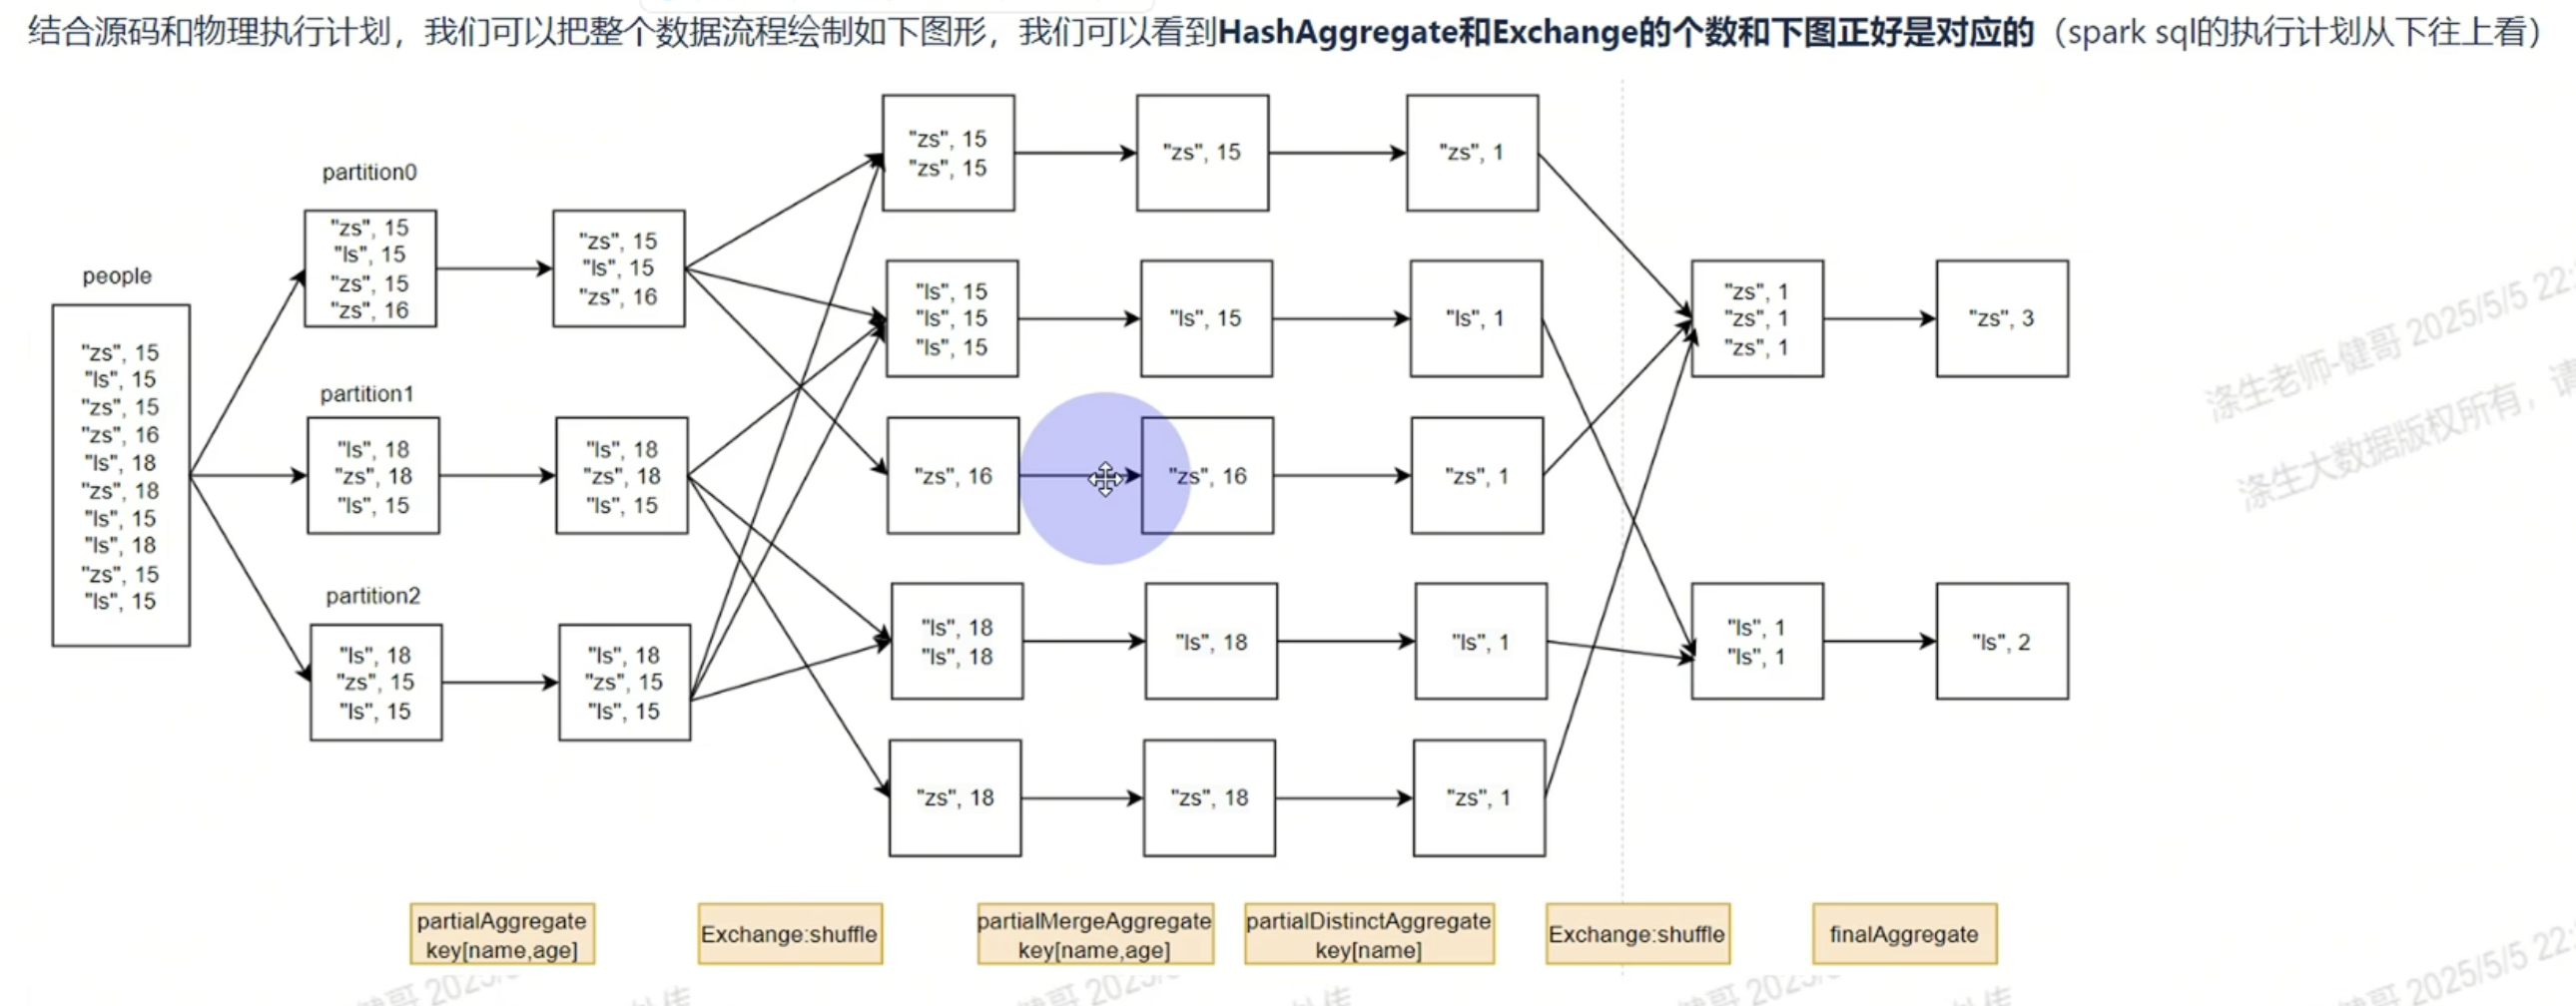 结合源码和物理执行计划，我们可以把整个数据流程绘制如下图形，我们可以看到HashAggregate和Exchange的个数和下图正好是对应的（spark sql的执行计划从下往上看）
people
"zs", 15
"ls", 15
"zs", 15
"zs", 16
"ls", 18
"zs", 18
"ls", 15
"ls", 18
"zs", 15
"ls", 15
partition0
"zs", 15
"ls", 15
"zs", 15
"zs", 16
partition1
"ls", 18
"zs", 18
"ls", 15
partition2
"ls", 18
"zs", 15
"ls", 15
"zs", 15
"ls", 15
"zs", 16
"ls", 18
"zs", 18
"ls", 15
"ls", 18
"zs", 15
"ls", 15
"zs", 15
"zs", 15
"ls", 15
"ls", 15
"ls", 15
"zs", 16
"ls", 18
"ls", 18
"zs", 18
"zs", 15
"ls", 15
"zs", 16
"ls", 18
"zs", 18
"zs", 1
"ls", 1
"zs", 1
"ls", 1
"zs", 1
"zs", 1
"zs", 1
"zs", 1
"ls", 1
"ls", 1
"zs", 3
"ls", 2
partialAggregate
key[name,age]
Exchange:shuffle
partialMergeAggregate
key[name,age]
partialDistinctAggregate
key[name]
Exchange:shuffle
finalAggregate
涤生老师-健哥 2025/5/5 22:
涤生大数据版权所有，请
健哥 2025/
外传
健哥 2025/
外传
健哥 2025/
外传
健哥 2025/5/5 22: